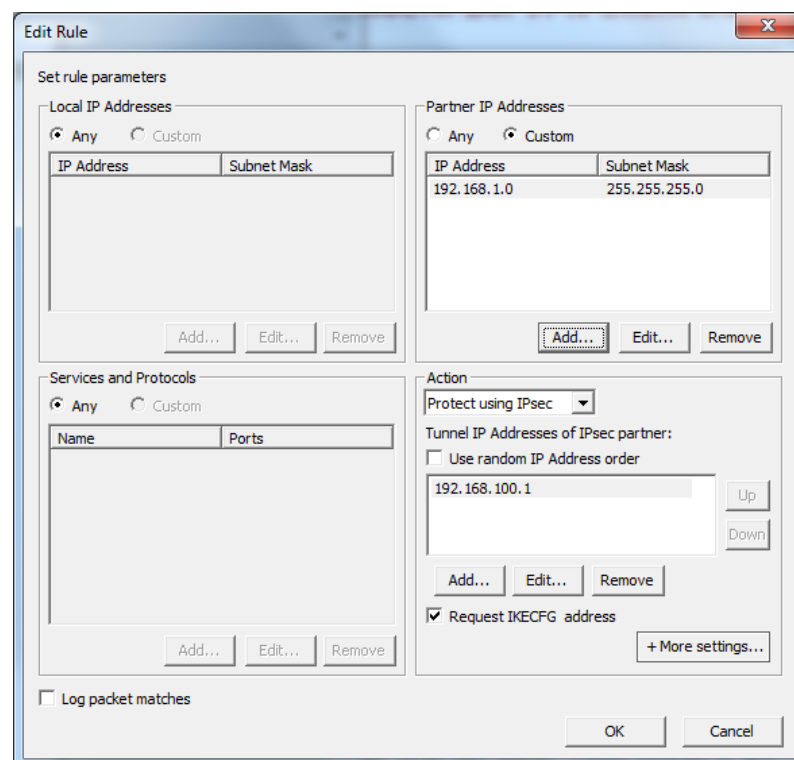 Edit Rule
Set rule parameters
Local IP Addresses
Any Custom
IP Address Subnet Mask
Add... Edit... Remove
Partner IP Addresses
Any Custom
IP Address Subnet Mask
192.168.1.0 255.255.255.0
Add... Edit... Remove
Services and Protocols
Any Custom
Name Ports
Add... Edit... Remove
Action
Protect using IPsec
Tunnel IP Addresses of IPsec partner:
Use random IP Address order
192.168.100.1
Up
Down
Add... Edit... Remove
Request IKECFG address
+More settings...
Log packet matches
OK Cancel